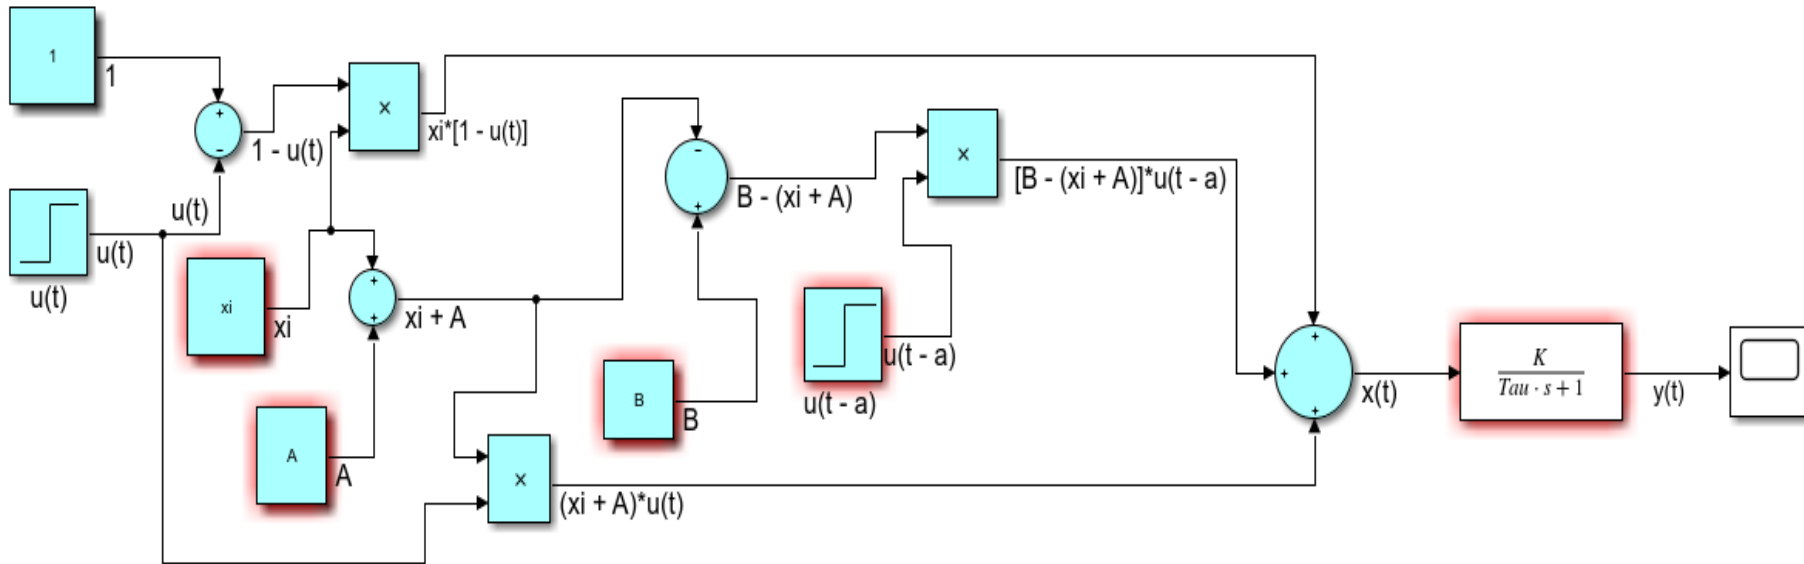 1
1
+
-
1 - u(t)
×
xi*[1 - u(t)]
u(t)
u(t)
u(t)
xi
xi
+
+
xi + A
A
A
×
(xi + A)*u(t)
-
+
B - (xi + A)
B
B
×
[B - (xi + A)]*u(t - a)
u(t - a)
u(t - a)
+
+
+
x(t)
K
Tau · s + 1
y(t)